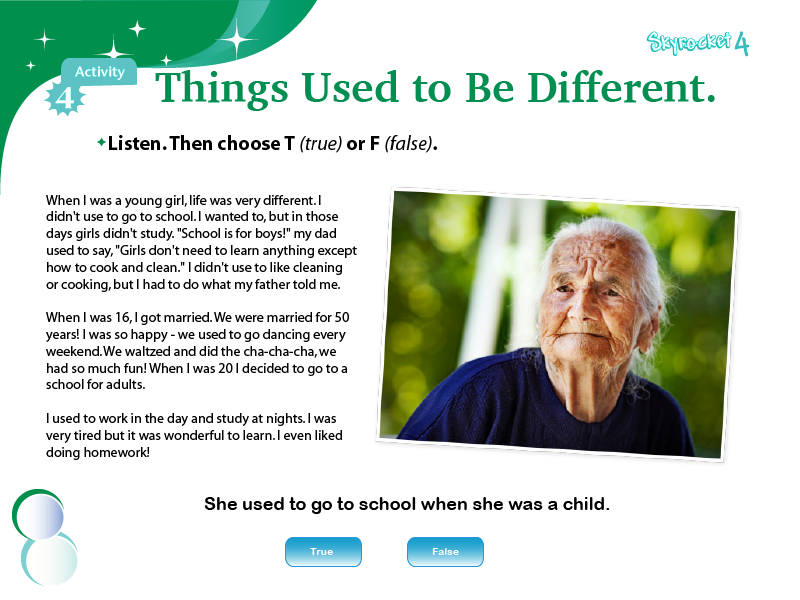 Skyrocket 4
Activity
4
Things Used to Be Different.
Listen. Then choose T (true) or F (false).
When I was a young girl, life was very different. I
didn't use to go to school. I wanted to, but in those
days girls didn't study. "School is for boys!" my dad
used to say, "Girls don't need to learn anything except
how to cook and clean." I didn't use to like cleaning
or cooking, but I had to do what my father told me.
When I was 16, I got married. We were married for 50
years! I was so happy - we used to go dancing every
weekend. We waltzed and did the cha-cha-cha, we
had so much fun! When I was 20 I decided to go to a
school for adults.
I used to work in the day and study at nights. I was
very tired but it was wonderful to learn. I even liked
doing homework!
She used to go to school when she was a child.
True
False